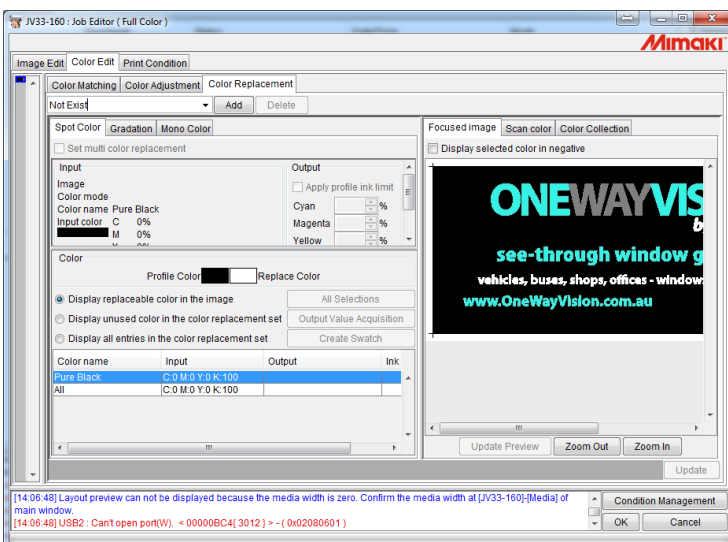 JV33-160 : Job Editor ( Full Color )
Mimaki
Image Edit Color Edit Print Condition
Color Matching Color Adjustment Color Replacement
Not Exist Add Delete
Spot Color Gradation Mono Color
Set multi color replacement
Input
Image
Color mode
Color name Pure Black
Input color C 0%
M 0%
Output
Apply profile ink limit
Cyan %
Magenta %
Yellow %
Color
Profile Color Replace Color
Display replaceable color in the image All Selections
Display unused color in the color replacement set Output Value Acquisition
Display all entries in the color replacement set Create Swatch
Color name Input Output Ink
Pure Black C:0 M:0 Y:0 K:100
All C:0 M:0 Y:0 K:100
Focused image Scan color Color Collection
Display selected color in negative
ONEWAYVIS
b
see-through window g
vehicles, buses, shops, offices - window
www.OneWayVision.com.au
Update Preview Zoom Out Zoom In
Update
[14:06:48] Layout preview can not be displayed because the media width is zero. Confirm the media width at [JV33-160]-[Media] of
main window.
[14:06:48] USB2 : Can't open port(W). < 00000BC4{ 3012 } > - ( 0x02080601 )
Condition Management
OK Cancel